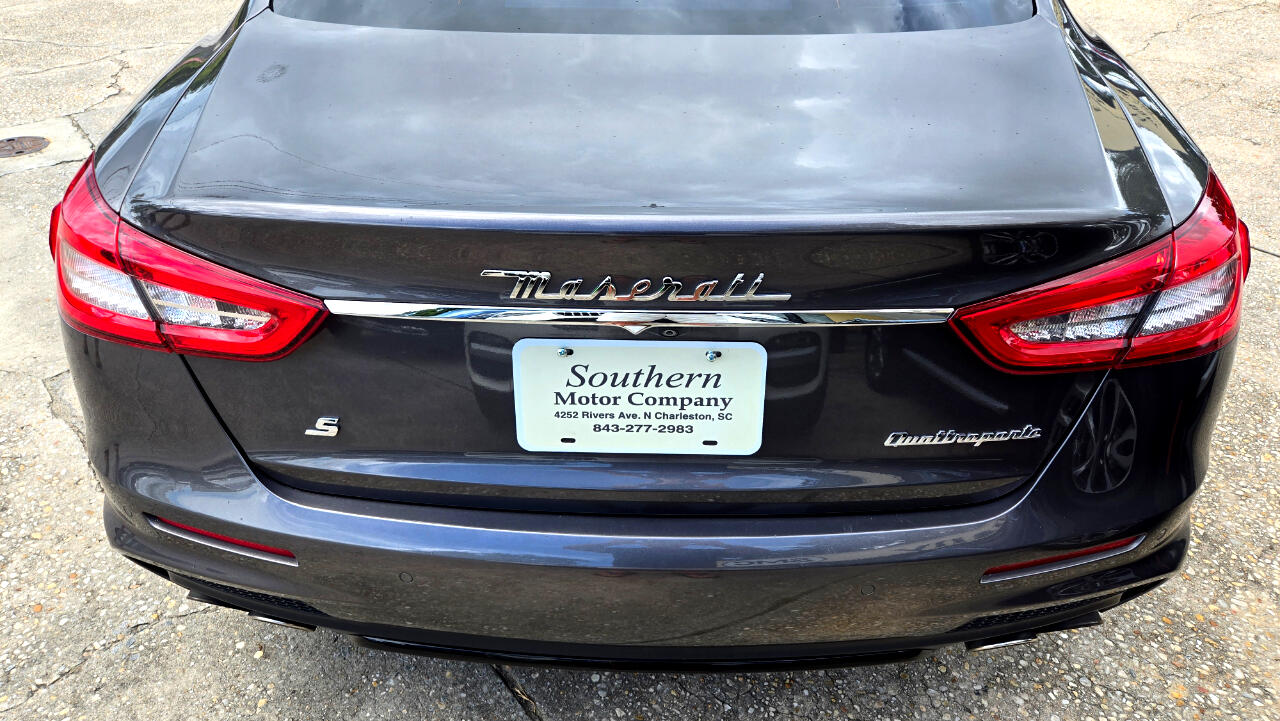 Maserati
Southern
Motor Company
4252 Rivers Ave. N Charleston, SC
843-277-2983
S
Quattroporte